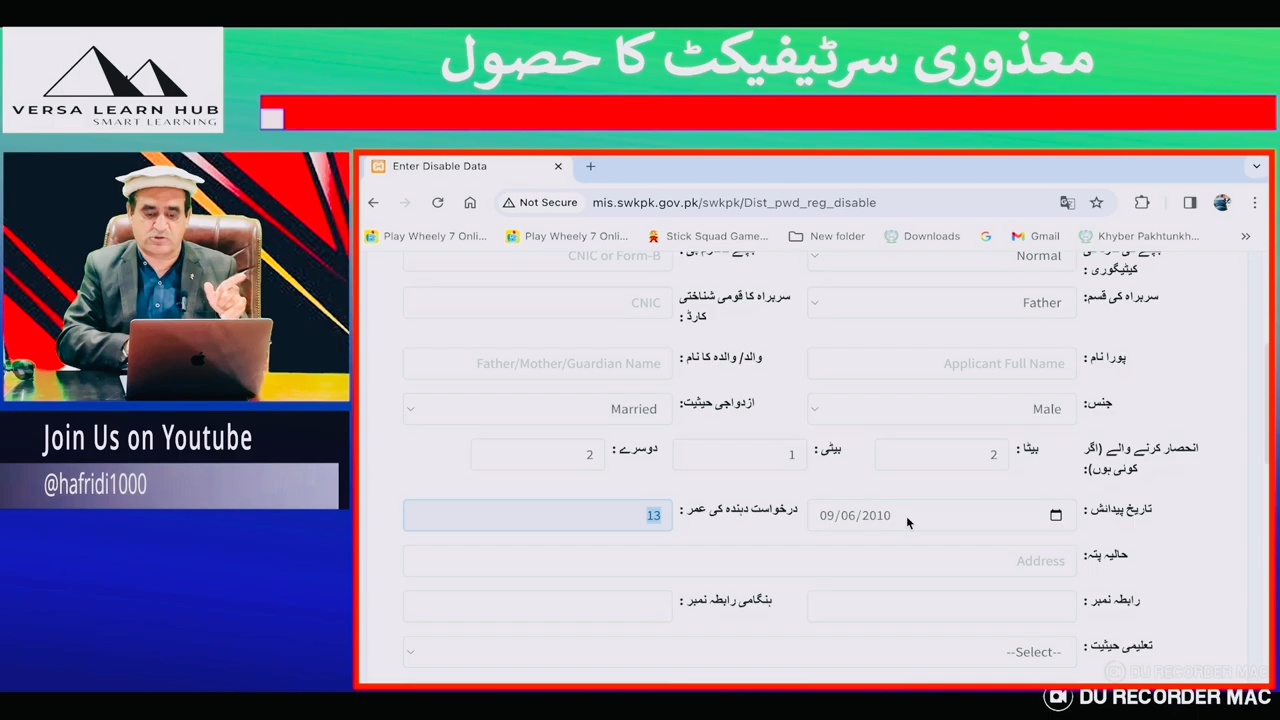 معذوری سرٹیفیکٹ کا حصول
VERSA LEARN HUB
SMART LEARNING
Enter Disable Data
Not Secure
mis.swkpk.gov.pk/swkpk/Dist_pwd_reg_disable
Play Wheely 7 Onli...
Play Wheely 7 Onli...
Stick Squad Game...
New folder
Downloads
Gmail
Khyber Pakhtunkh...
»
Normal
CNIC or Form-B
کیٹیگوری :
سربراہ کی قسم:
Father
سربراہ کا قومی شناختی
کارڈ :
CNIC
پورا نام :
Applicant Full Name
والد/ والدہ کا نام :
Father/Mother/Guardian Name
جنس:
Male
ازدواجی حیثیت:
Married
انحصار کرنے والے (اگر
کوئی ہوں):
بیٹا :
2
بیٹی :
1
دوسرے :
2
تاریخ پیدائش :
09/06/2010
درخواست دہندہ کی عمر :
13
حالیہ پتہ:
Address
رابطہ نمبر :
ہنگامی رابطہ نمبر :
تعلیمی حیثیت:
--Select--
Join Us on Youtube
@hafridi1000
DU RECORDER MAC
DU RECORDER MAC